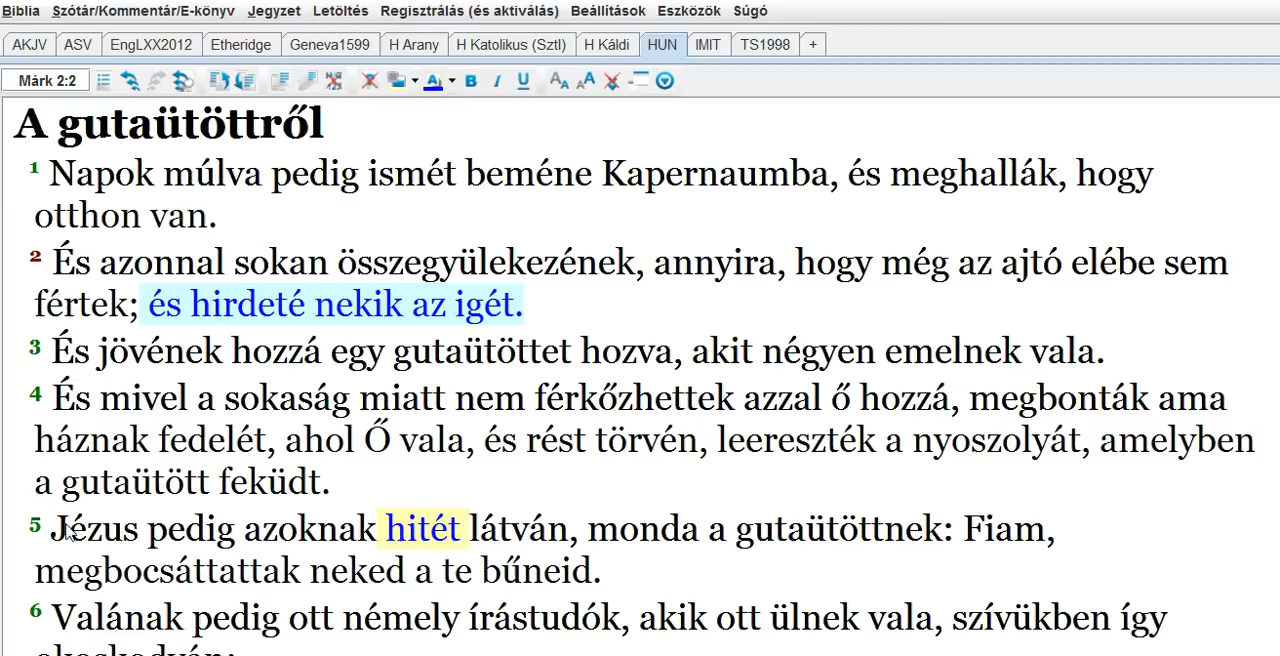 Biblia Szótár/Kommentár/E-könyv Jegyzet Letöltés Regisztrálás (és aktiválás) Beállítások Eszközök Súgó
AKJV ASV EngLXX2012 Etheridge Geneva1599 H Arany H Katolikus (Sztl) H Káldi HUN IMIT TS1998 +
Márk 2:2 A B I U A A A A
A gutaütöttről
1 Napok múlva pedig ismét beméne Kapernaumba, és meghallák, hogy
otthon van.
2 És azonnal sokan összegyülekezének, annyira, hogy még az ajtó elébe sem
fértek; és hirdeté nekik az igét.
3 És jövének hozzá egy gutaütöttet hozva, akit négyen emelnek vala.
4 És mivel a sokaság miatt nem férkőzhettek azzal ő hozzá, megbonták ama
háznak fedelét, ahol Ő vala, és rést törvén, leereszték a nyoszolyát, amelyben
a gutaütött feküdt.
5 Jézus pedig azoknak hitét látván, monda a gutaütöttnek: Fiam,
megbocsáttattak neked a te bűneid.
6 Valának pedig ott némely írástudók, akik ott ülnek vala, szívükben így